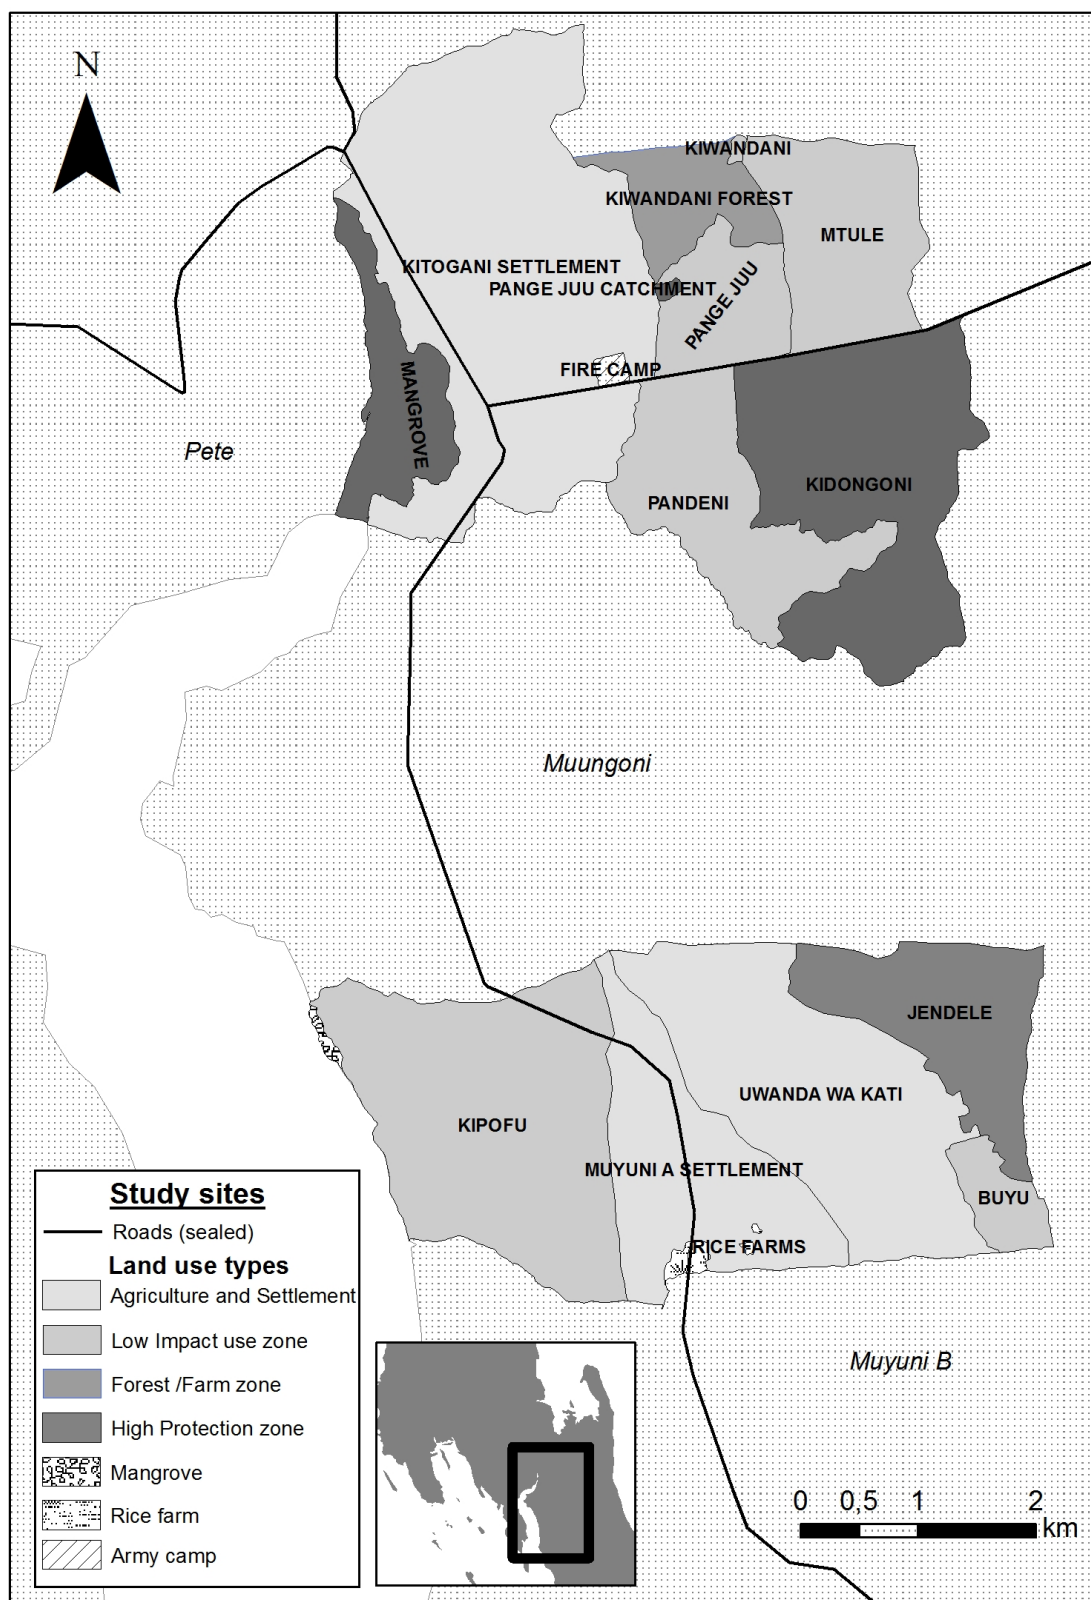 N
KIWANDANI
KIWANDANI FOREST
MTULE
KITOGANI SETTLEMENT
PANGE JUU CATCHMENT
PANGE JUU
FIRE CAMP
MANGROVE
Pete
KIDONGONI
PANDENI
Muungoni
JENDELE
UWANDA WA KATI
KIPOFU
MUYUNI A SETTLEMENT
BUYU
RICE FARMS
Muyuni B
Study sites
Roads (sealed)
Land use types
Agriculture and Settlement
Low Impact use zone
Forest /Farm zone
High Protection zone
Mangrove
Rice farm
Army camp
0 0,5 1 2
km